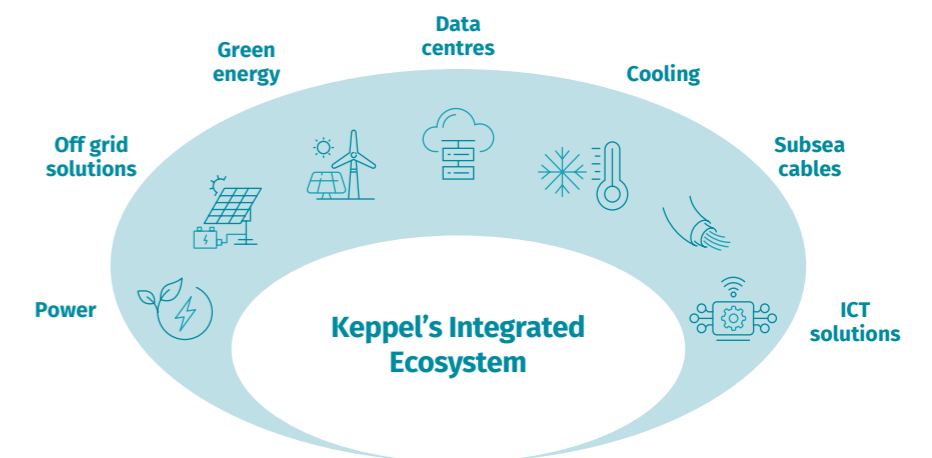 Data
centres
Green
energy
Cooling
Off grid
solutions
Subsea
cables
Power
ICT
solutions
Keppel’s Integrated
Ecosystem